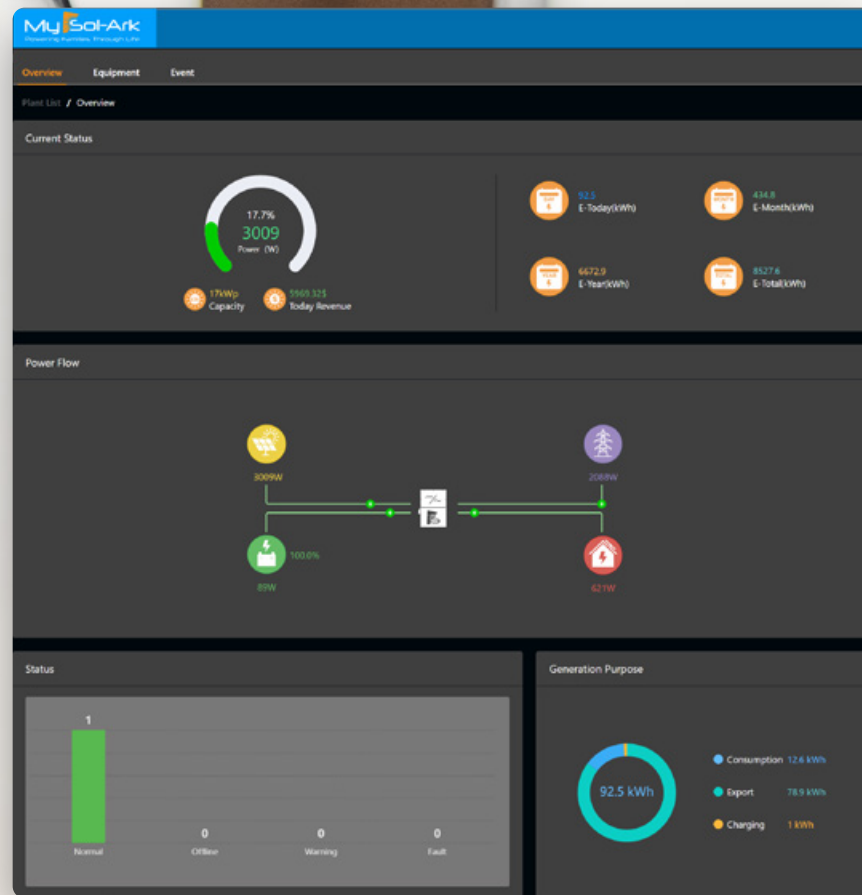 My Sol-Ark
Powering Families Through Life
Overview Equipment Event
Plant List / Overview
Current Status
17.7%
3009
Power (W)
17kWp
Capacity
5969.32$
Today Revenue
92.5
E-Today(kWh)
434.8
E-Month(kWh)
6672.9
E-Year(kWh)
8527.6
E-Total(kWh)
Power Flow
3009W
2088W
100.0%
89W
621W
Status
1
0
0
0
Normal Offline Warning Fault
Generation Purpose
92.5 kWh
Consumption 12.6 kWh
Export 78.9 kWh
Charging 1 kWh